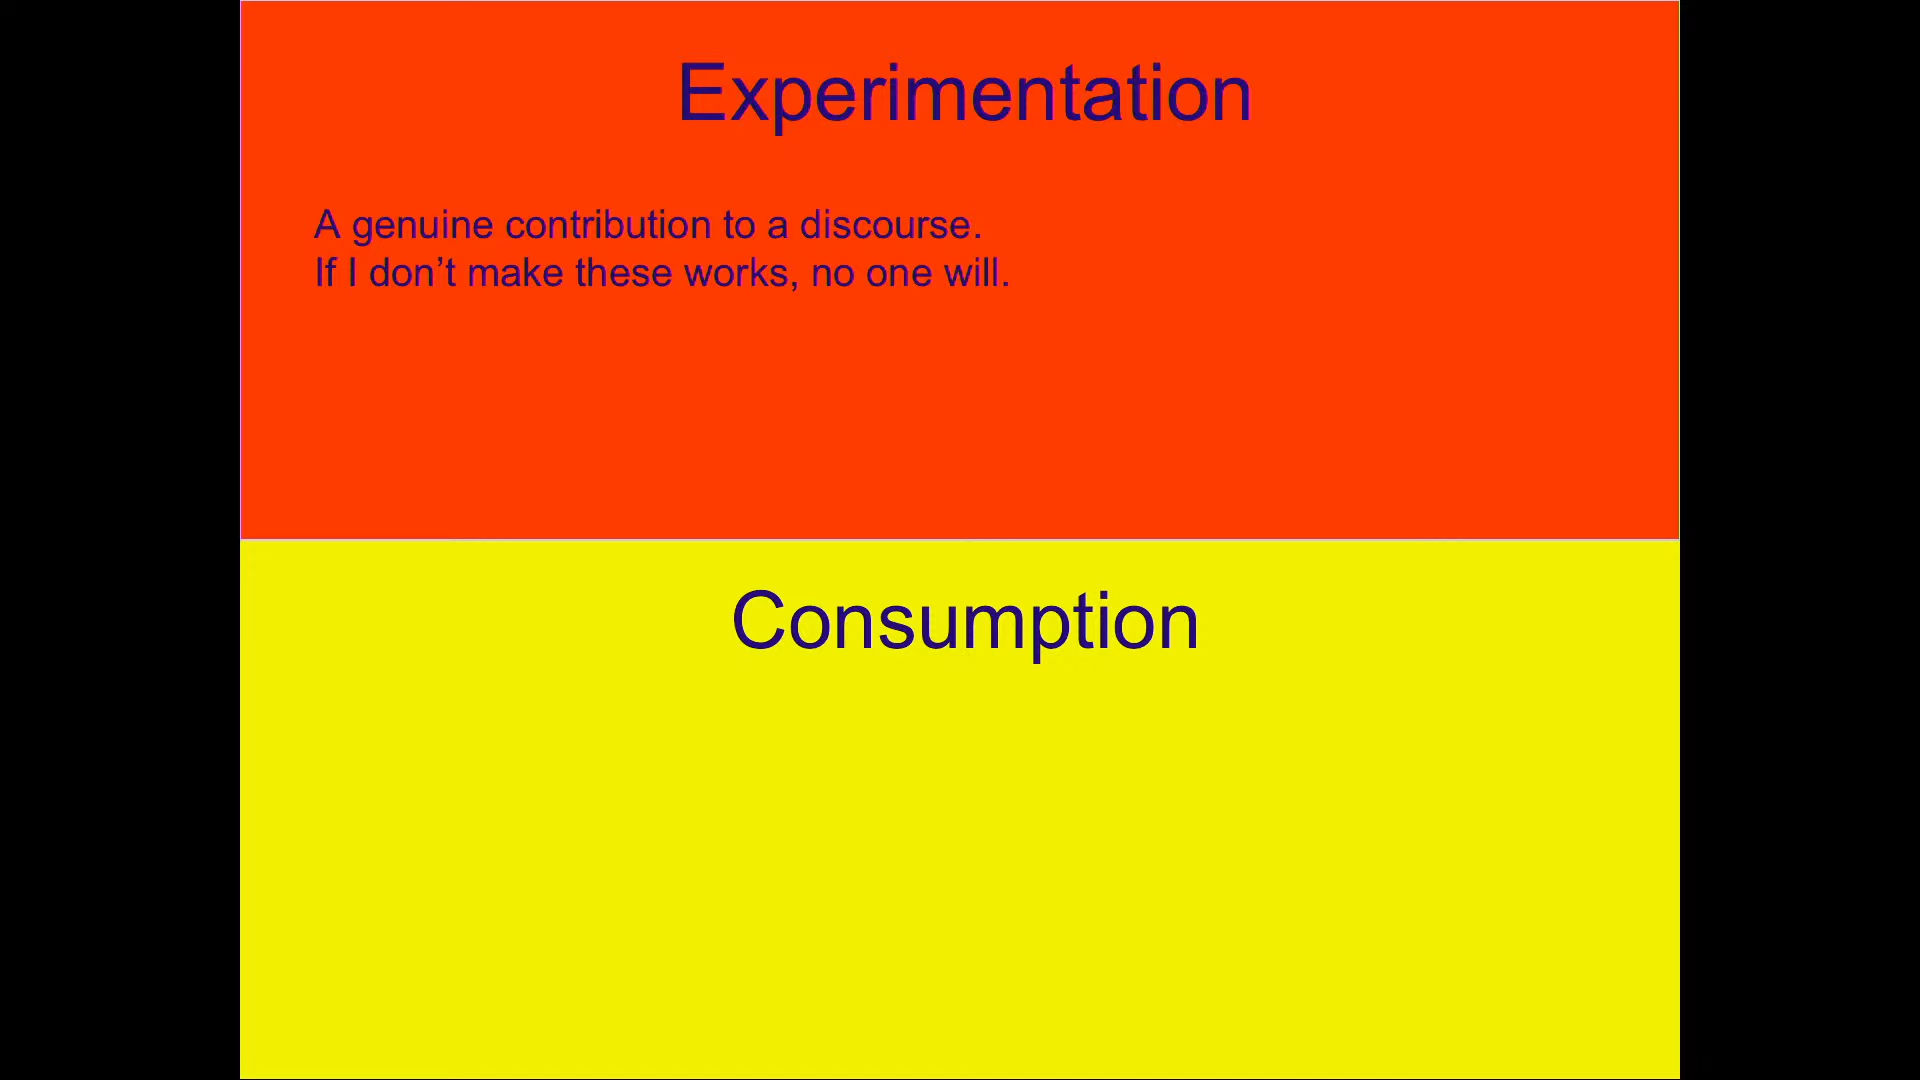 Experimentation
A genuine contribution to a discourse.
If I don’t make these works, no one will.
Consumption